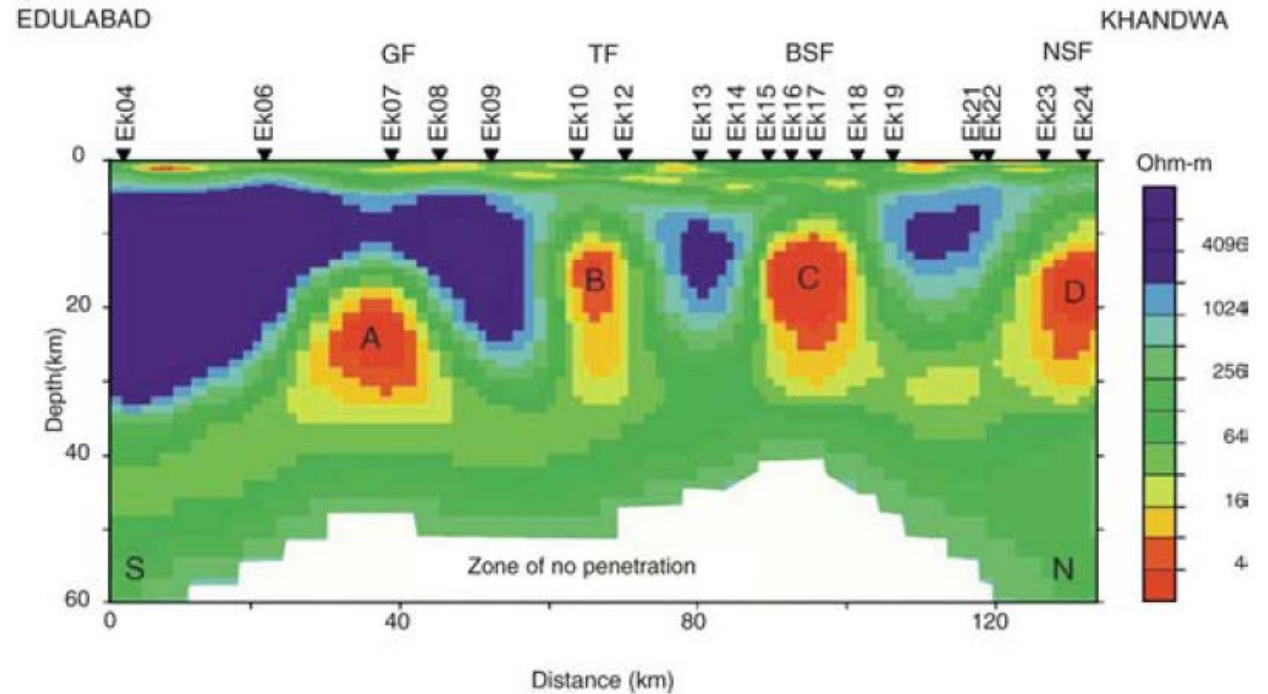 EDULABAD
KHANDWA
GF TF BSF NSF
Ek04 Ek06 Ek07 Ek08 Ek09 Ek10 Ek12 Ek13 Ek14 Ek15 Ek16 Ek17 Ek18 Ek19 Ek21 Ek22 Ek23 Ek24
Ohm-m
0
20
40
60
Depth(km)
A
B
C
D
S
N
Zone of no penetration
4096
1024
256
64
16
4
0 40 80 120
Distance (km)